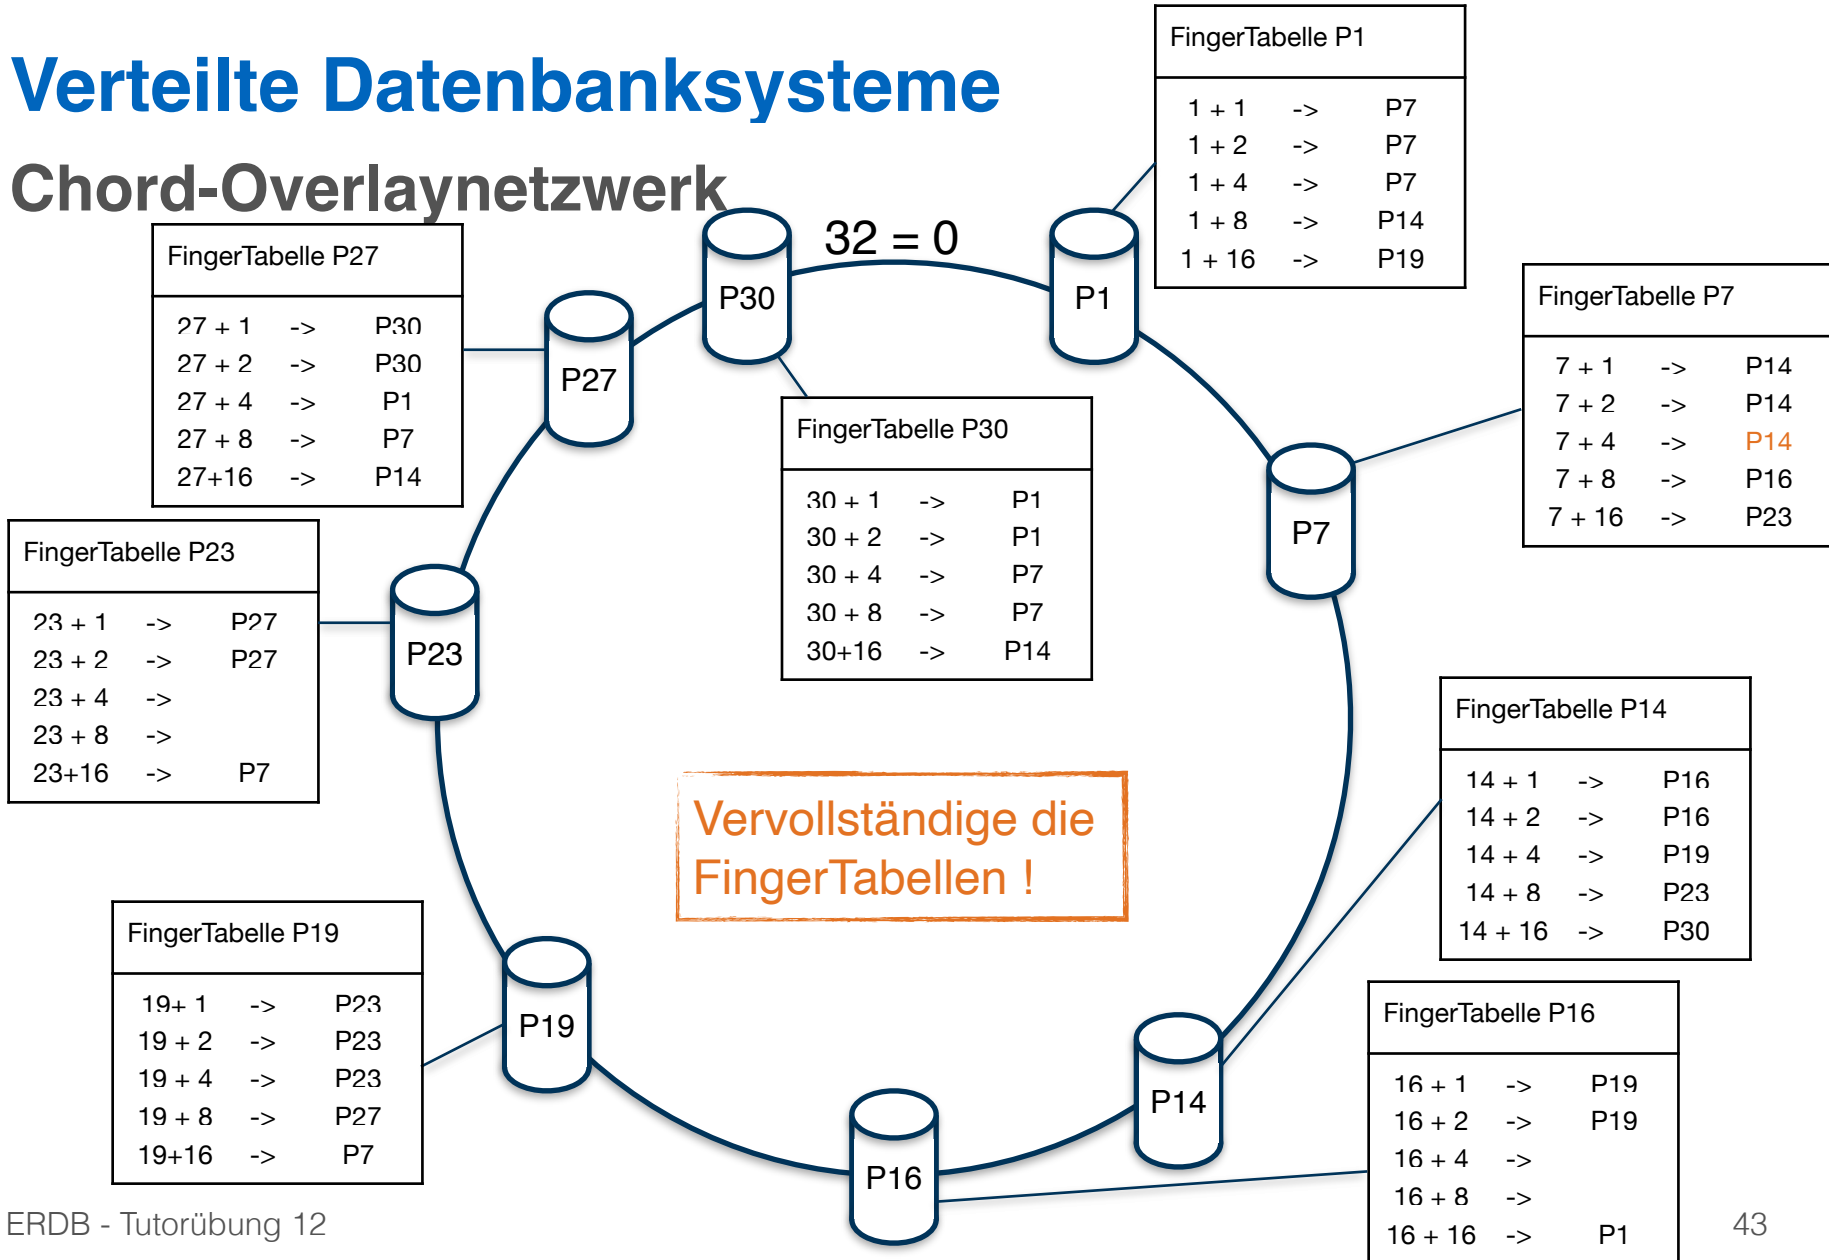 Verteilte Datenbanksysteme
Chord-Overlaynetzwerk
32 = 0
P30
P1
P7
P14
P16
P19
P23
P27
FingerTabelle P1
1 + 1 -> P7
1 + 2 -> P7
1 + 4 -> P7
1 + 8 -> P14
1 + 16 -> P19
FingerTabelle P7
7 + 1 -> P14
7 + 2 -> P14
7 + 4 -> P14
7 + 8 -> P16
7 + 16 -> P23
FingerTabelle P27
27 + 1 -> P30
27 + 2 -> P30
27 + 4 -> P1
27 + 8 -> P7
27+16 -> P14
FingerTabelle P30
30 + 1 -> P1
30 + 2 -> P1
30 + 4 -> P7
30 + 8 -> P7
30+16 -> P14
FingerTabelle P23
23 + 1 -> P27
23 + 2 -> P27
23 + 4 ->
23 + 8 ->
23+16 -> P7
FingerTabelle P14
14 + 1 -> P16
14 + 2 -> P16
14 + 4 -> P19
14 + 8 -> P23
14 + 16 -> P30
Vervollständige die
FingerTabellen !
FingerTabelle P19
19+ 1 -> P23
19 + 2 -> P23
19 + 4 -> P23
19 + 8 -> P27
19+16 -> P7
FingerTabelle P16
16 + 1 -> P19
16 + 2 -> P19
16 + 4 ->
16 + 8 ->
16 + 16 -> P1
ERDB - Tutorübung 12
43